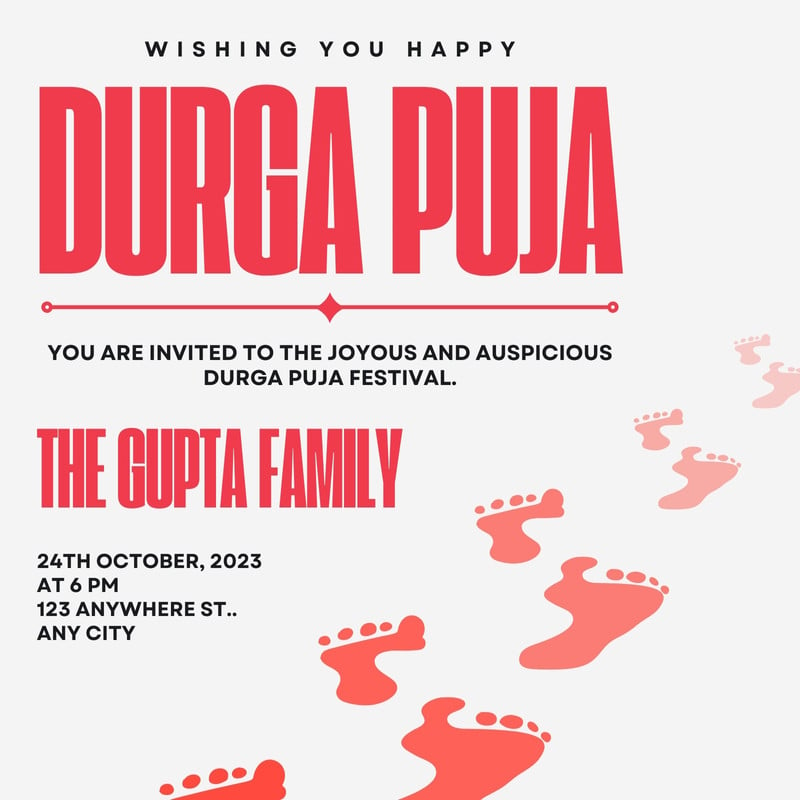 WISHING YOU HAPPY
DURGA PUJA
YOU ARE INVITED TO THE JOYOUS AND AUSPICIOUS
DURGA PUJA FESTIVAL.
THE GUPTA FAMILY
24TH OCTOBER, 2023
AT 6 PM
123 ANYWHERE ST..
ANY CITY